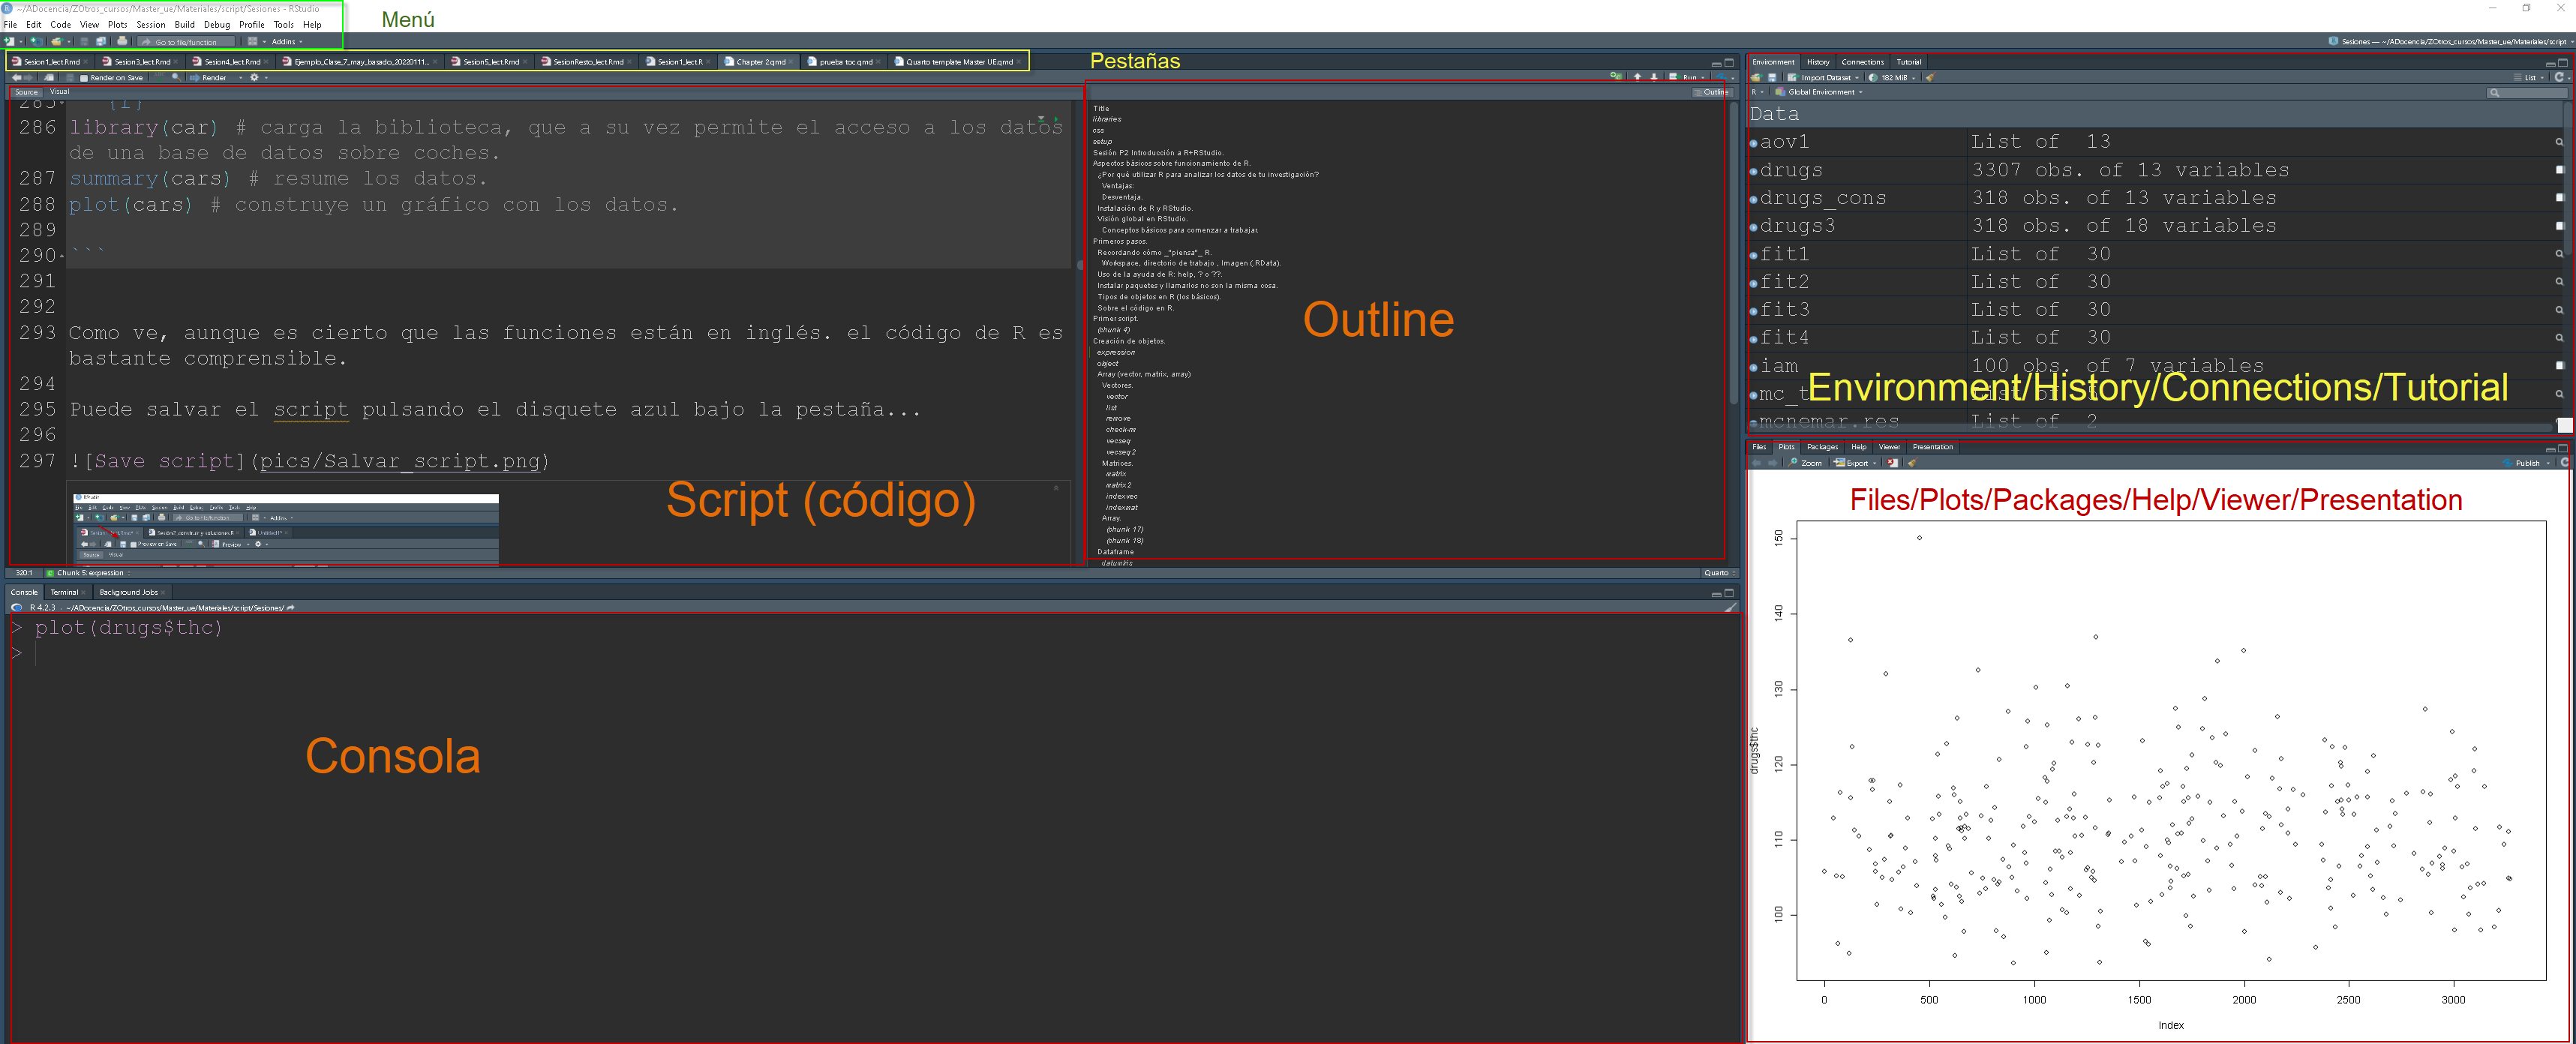 ~/ADocencia/ZOtros_cursos/Master_ue/Materiales/script/Sesiones - RStudio
Menú
File Edit Code View Plots Session Build Debug Profile Tools Help
Go to file/function Addins
Sesiones — ~/ADocencia/ZOtros_cursos/Master_ue/Materiales/script
Sesion1_lect.Rmd Sesion3_lect.Rmd Sesion4_lect.Rmd Ejemplo_Clase_7_may_basado_20220111... Sesion5_lect.Rmd SesionResto_lect.Rmd Sesion1_lect.R Chapter 2.qmd prueba toc.qmd Quarto template Master UE.qmd
Pestañas
Render on Save Render Run
Source Visual Outline
285 {r}
286 library(car) # carga la biblioteca, que a su vez permite el acceso a los datos
de una base de datos sobre coches.
287 summary(cars) # resume los datos.
288 plot(cars) # construye un gráfico con los datos.
289
290 ```
291
292
293 Como ve, aunque es cierto que las funciones están en inglés. el código de R es
bastante comprensible.
294
295 Puede salvar el script pulsando el disquete azul bajo la pestaña...
296
297 ![Save script](pics/Salvar_script.png)
Script (código)
320:1 Chunk 5: expression Quarto
Title
libraries
css
setup
Sesión P2 Introducción a R+RStudio.
Aspectos básicos sobre funcionamiento de R.
¿Por qué utilizar R para analizar los datos de tu investigación?
Ventajas:
Desventaja.
Instalación de R y RStudio.
Visión global en RStudio.
Conceptos básicos para comenzar a trabajar.
Primeros pasos.
Recordando cómo _"piensa"_ R.
Workspace, directorio de trabajo , Imagen (.RData).
Uso de la ayuda de R: help, ? o ??.
Instalar paquetes y llamarlos no son la misma cosa.
Tipos de objetos en R (los básicos).
Sobre el código en R.
Primer script.
(chunk 4)
Creación de objetos.
expression
object
Array (vector, matrix, array)
Vectores.
vector
list
remove
check-rm
vecseq
vecseq 2
Matrices.
matrix
matrix 2
indexvec
indexmat
Array.
(chunk 17)
(chunk 18)
Dataframe
datumiris
Outline
Console Terminal Background Jobs
R 4.2.3 · ~/ADocencia/ZOtros_cursos/Master_ue/Materiales/script/Sesiones/
> plot(drugs$thc)
>
Consola
Environment History Connections Tutorial
Import Dataset 182 MiB List
R Global Environment
Data
aov1 List of 13
drugs 3307 obs. of 13 variables
drugs_cons 318 obs. of 13 variables
drugs3 318 obs. of 18 variables
fit1 List of 30
fit2 List of 30
fit3 List of 30
fit4 List of 30
iam 100 obs. of 7 variables
mc_t List of 5
mcnemar.res List of 2
Environment/History/Connections/Tutorial
Files Plots Packages Help Viewer Presentation
Zoom Export Publish
Files/Plots/Packages/Help/Viewer/Presentation
150
140
130
120
110
100
drugs$thc
0 500 1000 1500 2000 2500 3000
Index